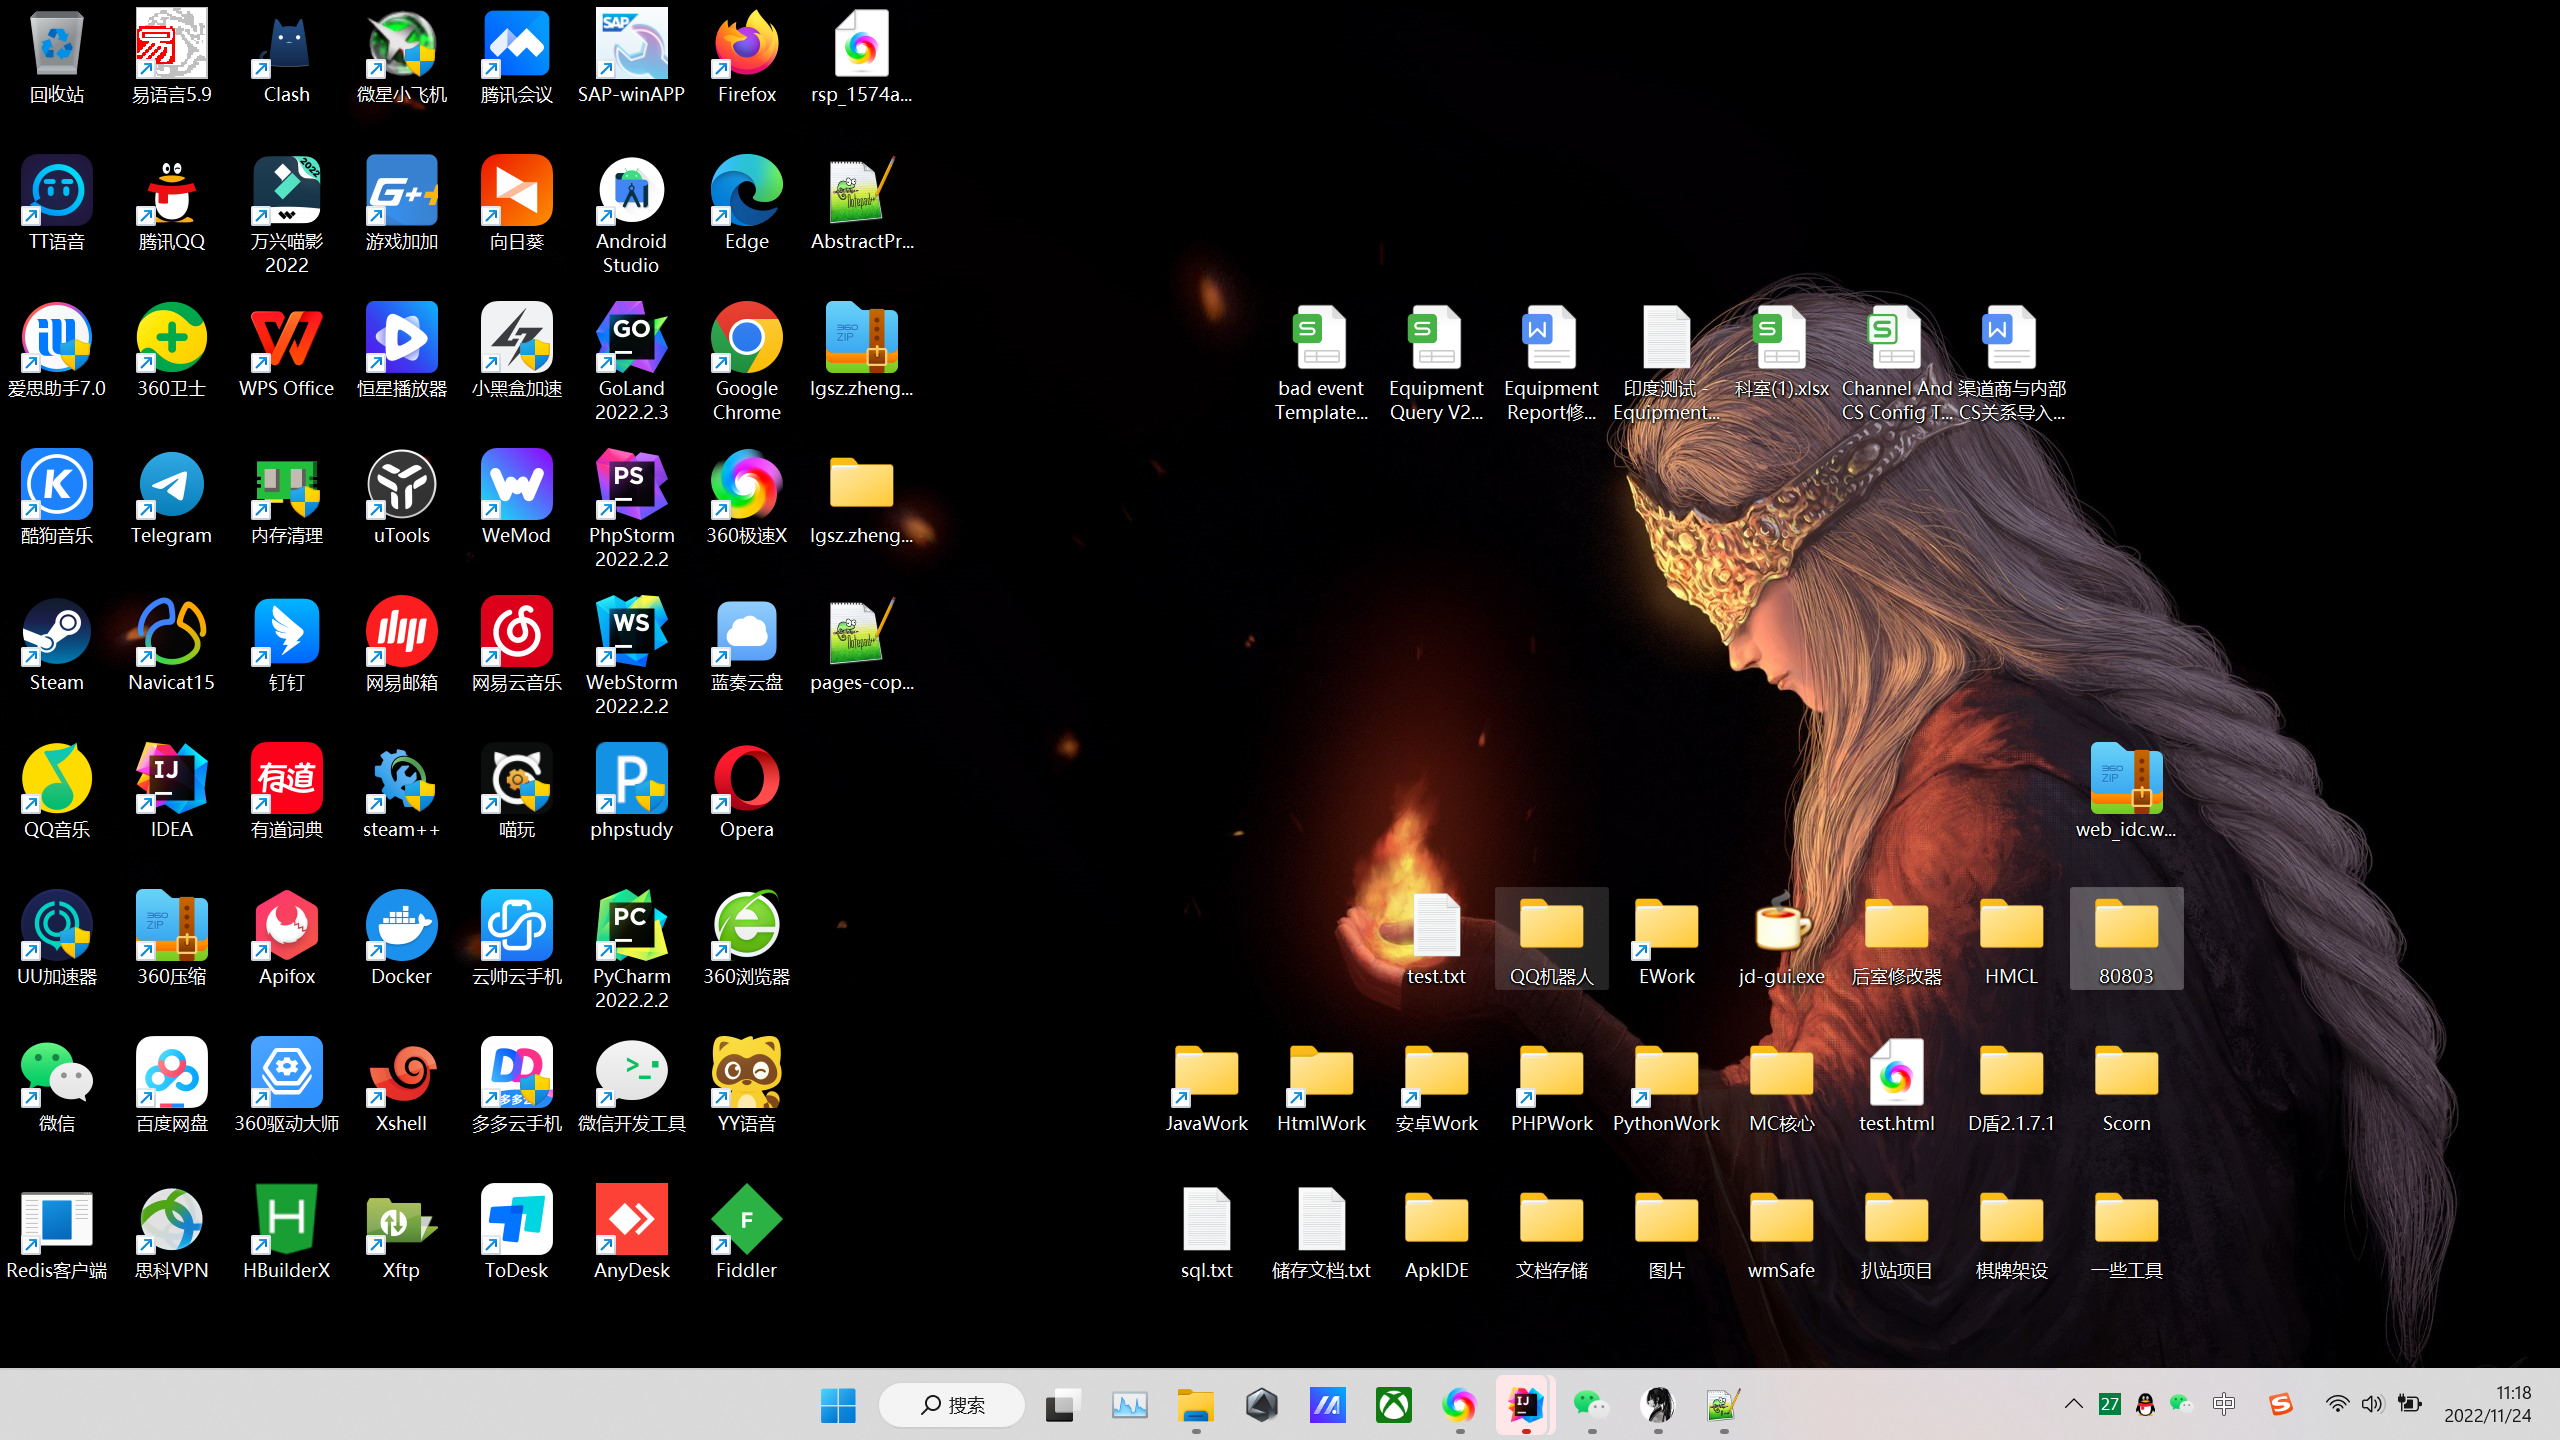 回收站
易语言5.9
Clash
微星小飞机
腾讯会议
SAP-winAPP
Firefox
rsp_1574a...
TT语音
腾讯QQ
万兴喵影
2022
游戏加加
向日葵
Android
Studio
Edge
AbstractPr...
爱思助手7.0
360卫士
WPS Office
恒星播放器
小黑盒加速
GoLand
2022.2.3
Google
Chrome
lgsz.zheng...
bad event
Template...
Equipment
Query V2...
Equipment
Report修...
印度测试 -
Equipment...
科室(1).xlsx
Channel And
CS Config T...
渠道商与内部
CS关系导入...
酷狗音乐
Telegram
内存清理
uTools
WeMod
PhpStorm
2022.2.2
360极速X
lgsz.zheng...
Steam
Navicat15
钉钉
网易邮箱
网易云音乐
WebStorm
2022.2.2
蓝奏云盘
pages-cop...
QQ音乐
IDEA
有道词典
steam++
喵玩
phpstudy
Opera
web_idc.w...
UU加速器
360压缩
Apifox
Docker
云帅云手机
PyCharm
2022.2.2
360浏览器
test.txt
QQ机器人
EWork
jd-gui.exe
后室修改器
HMCL
80803
微信
百度网盘
360驱动大师
Xshell
多多云手机
微信开发工具
YY语音
JavaWork
HtmlWork
安卓Work
PHPWork
PythonWork
MC核心
test.html
D盾2.1.7.1
Scorn
Redis客户端
思科VPN
HBuilderX
Xftp
ToDesk
AnyDesk
Fiddler
sql.txt
储存文档.txt
ApkIDE
文档存储
图片
wmSafe
扒站项目
棋牌架设
一些工具
搜索
27
中
11:18
2022/11/24